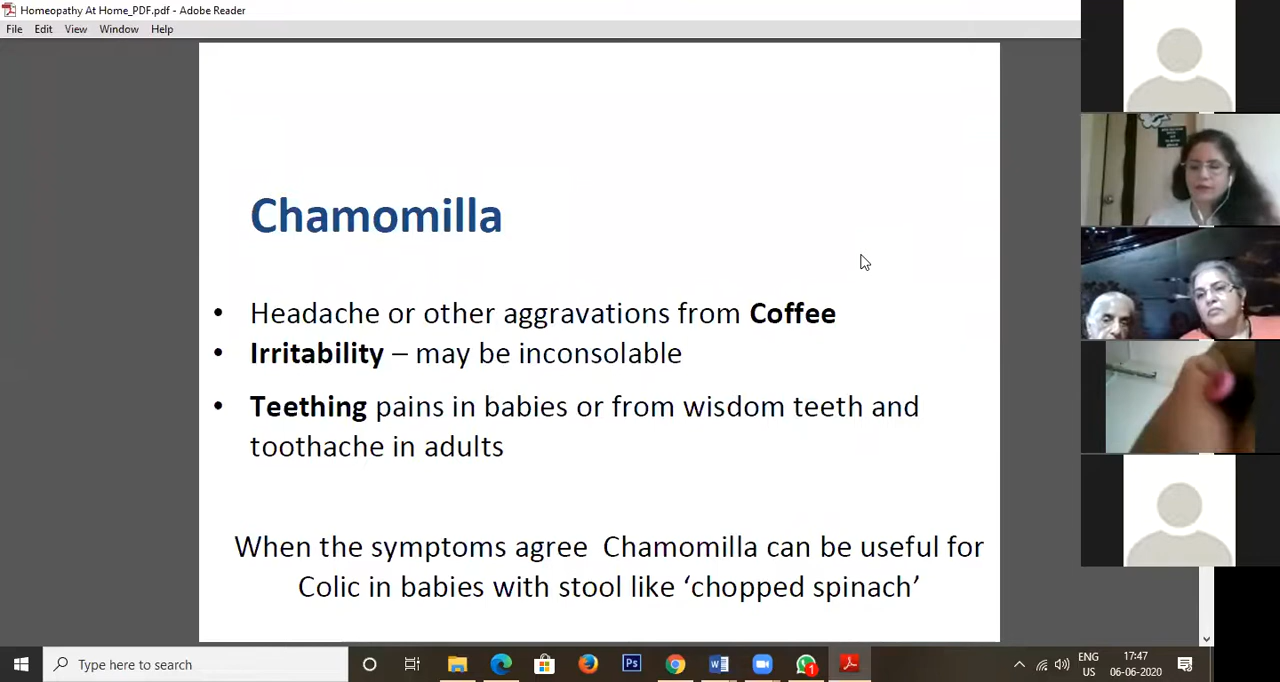 Homeopathy At Home_PDF.pdf - Adobe Reader
File Edit View Window Help
Chamomilla
• Headache or other aggravations from Coffee
• Irritability – may be inconsolable
• Teething pains in babies or from wisdom teeth and
toothache in adults
When the symptoms agree Chamomilla can be useful for
Colic in babies with stool like ‘chopped spinach’
Type here to search
Ps
W
1
ENG
US
17:47
06-06-2020